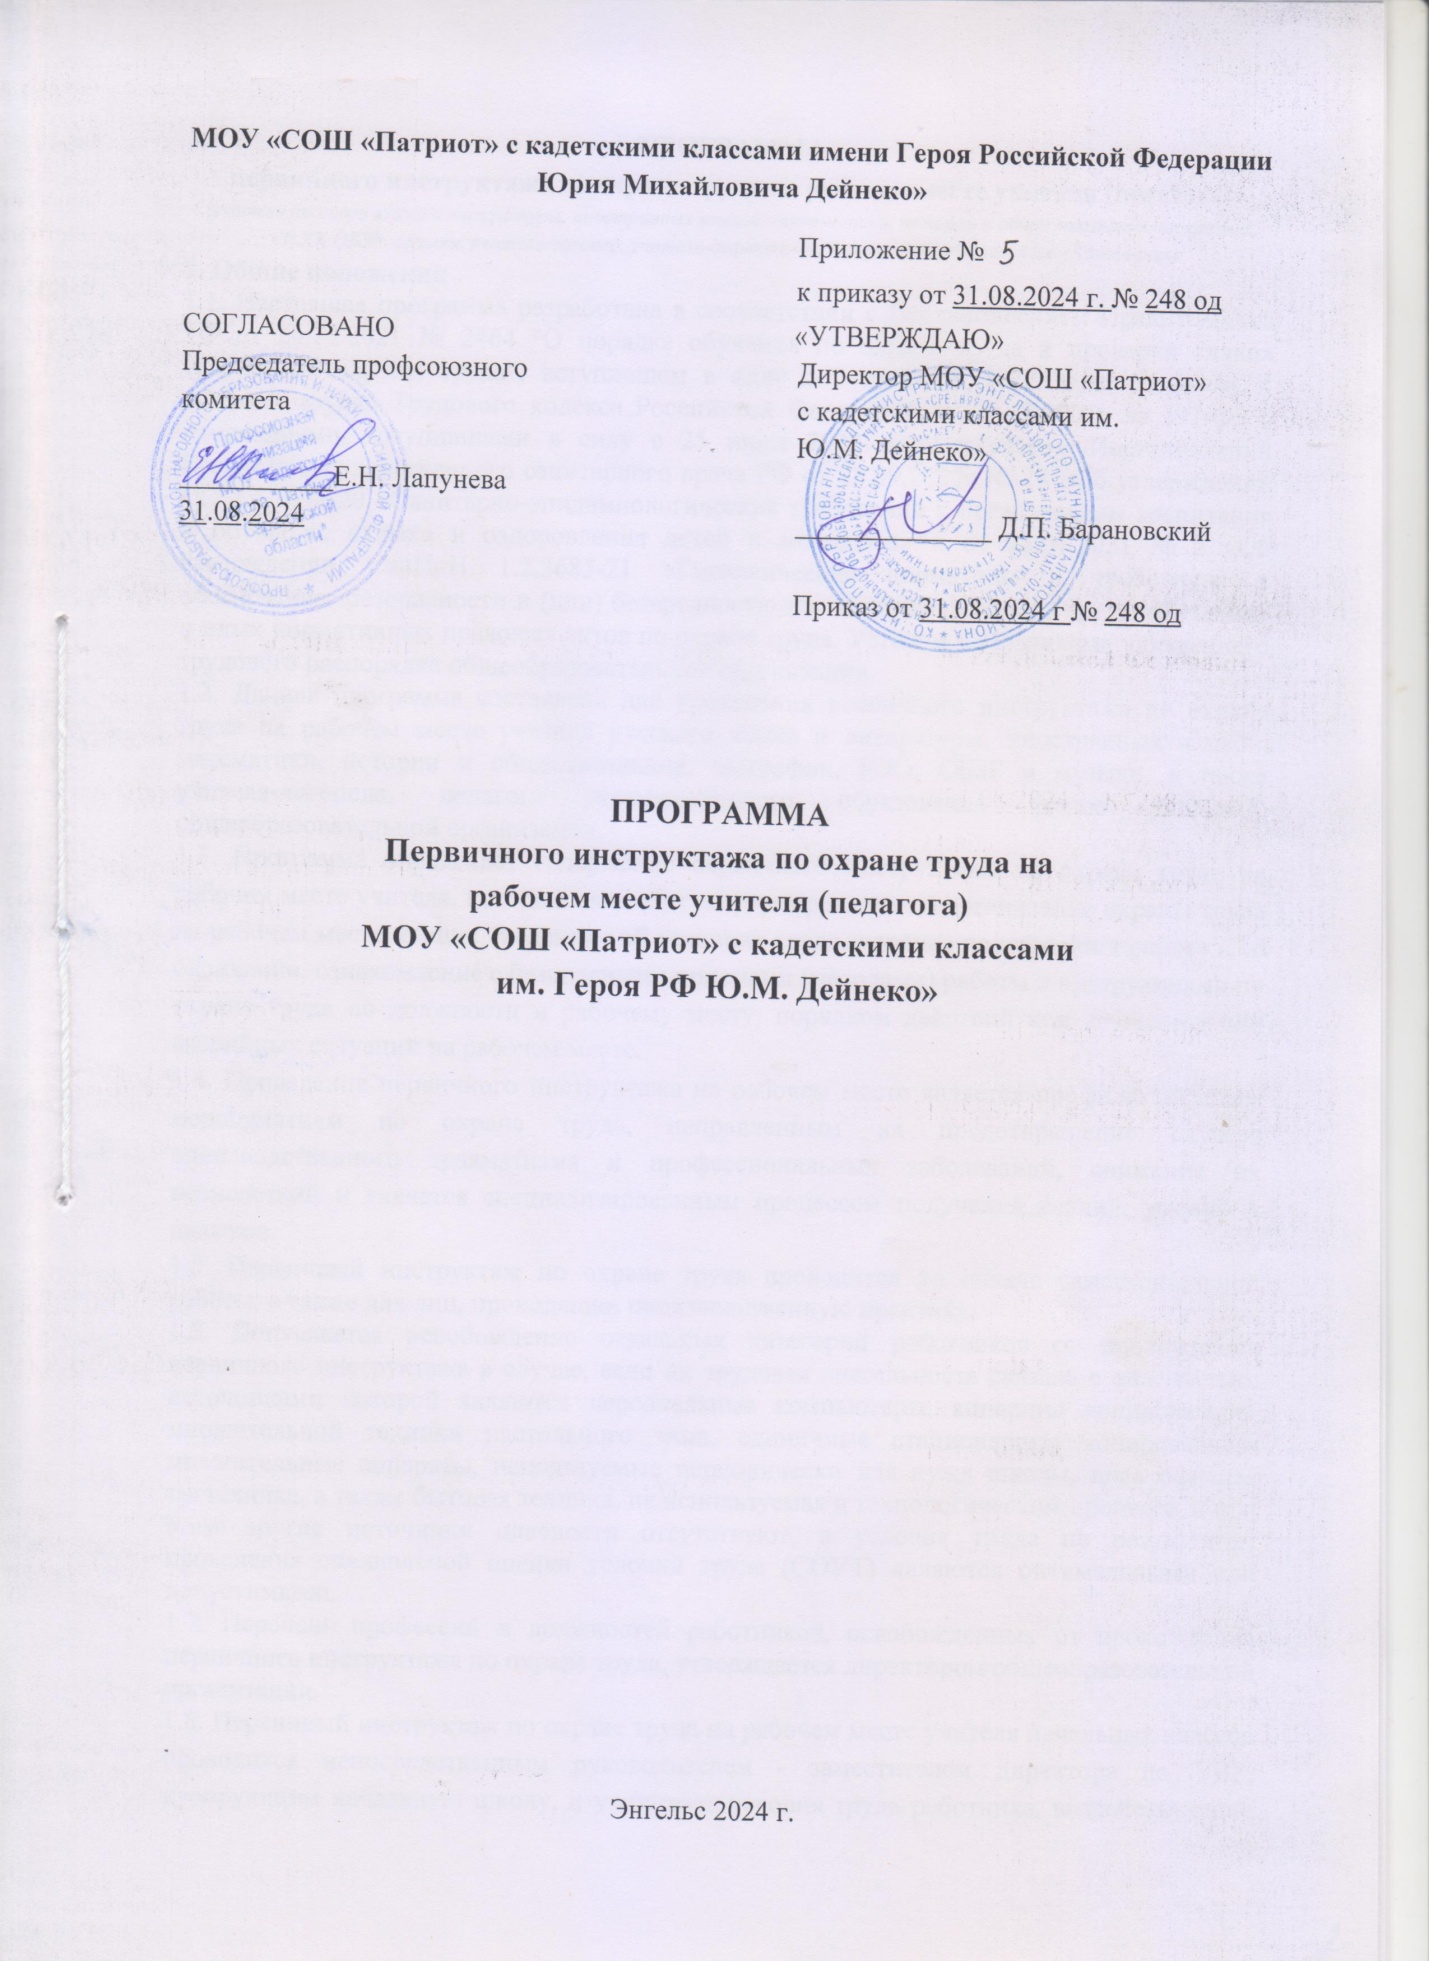 МОУ «СОШ «Патриот» с кадетскими классами имени Героя Российской Федерации
Юрия Михайловича Дейнеко»
Приложение № 5
к приказу от 31.08.2024 г. № 248 од
СОГЛАСОВАНО
Председатель профсоюзного
комитета
Е.Н. Лапунева
31.08.2024
«УТВЕРЖДАЮ»
Директор МОУ «СОШ «Патриот»
с кадетскими классами им.
Ю.М. Дейнеко»
Д.П. Барановский
Приказ от 31.08.2024 г № 248 од
Профсоюзная
Саратовской
области"
ПРОГРАММА
Первичного инструктажа по охране труда на
рабочем месте учителя (педагога)
МОУ «СОШ «Патриот» с кадетскими классами
им. Героя РФ Ю.М. Дейнеко»
Энгельс 2024 г.